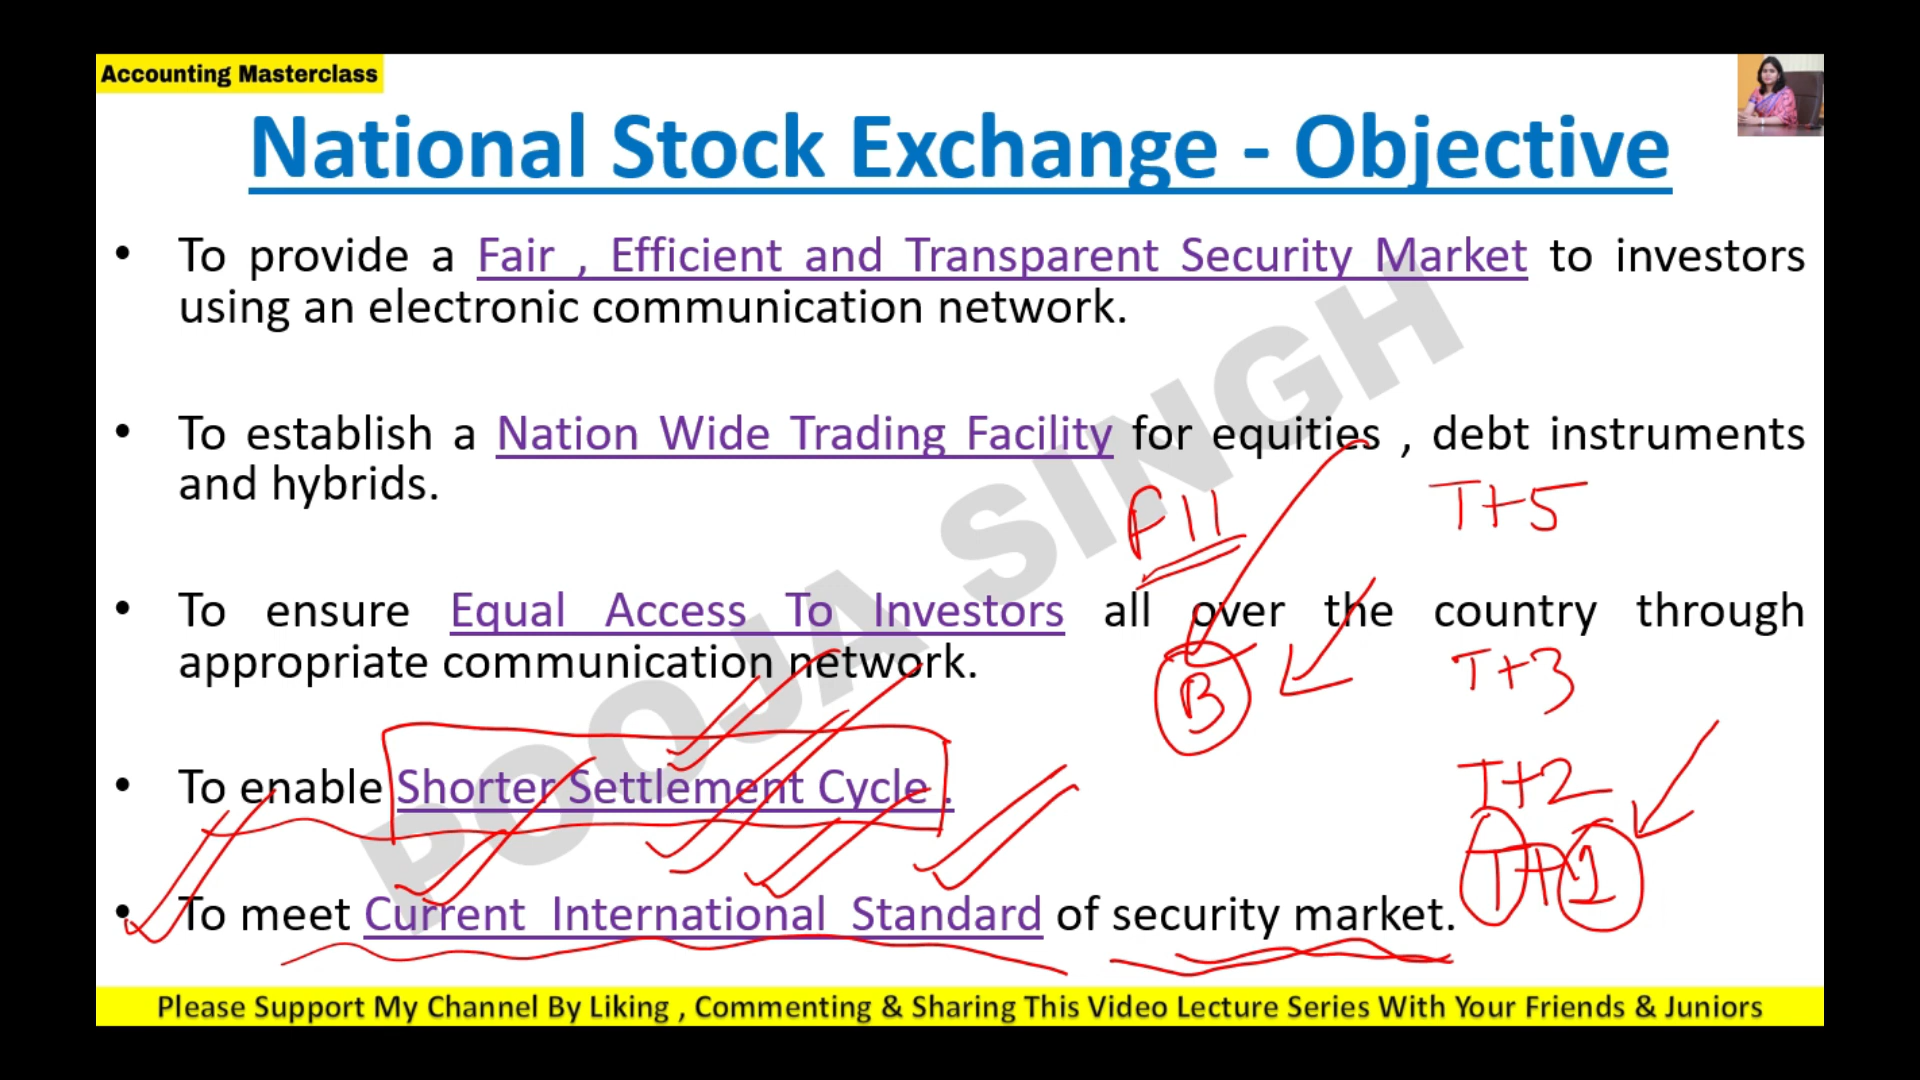 Accounting Masterclass
National Stock Exchange - Objective
• To provide a Fair , Efficient and Transparent Security Market to investors
using an electronic communication network.
• To establish a Nation Wide Trading Facility for equities , debt instruments
and hybrids.
FII
T+5
• To ensure Equal Access To Investors all over the country through
appropriate communication network.
B
T+3
• To enable Shorter Settlement Cycle .
T+2
T+1
• To meet Current International Standard of security market.
POOJA SINGH
Please Support My Channel By Liking , Commenting & Sharing This Video Lecture Series With Your Friends & Juniors